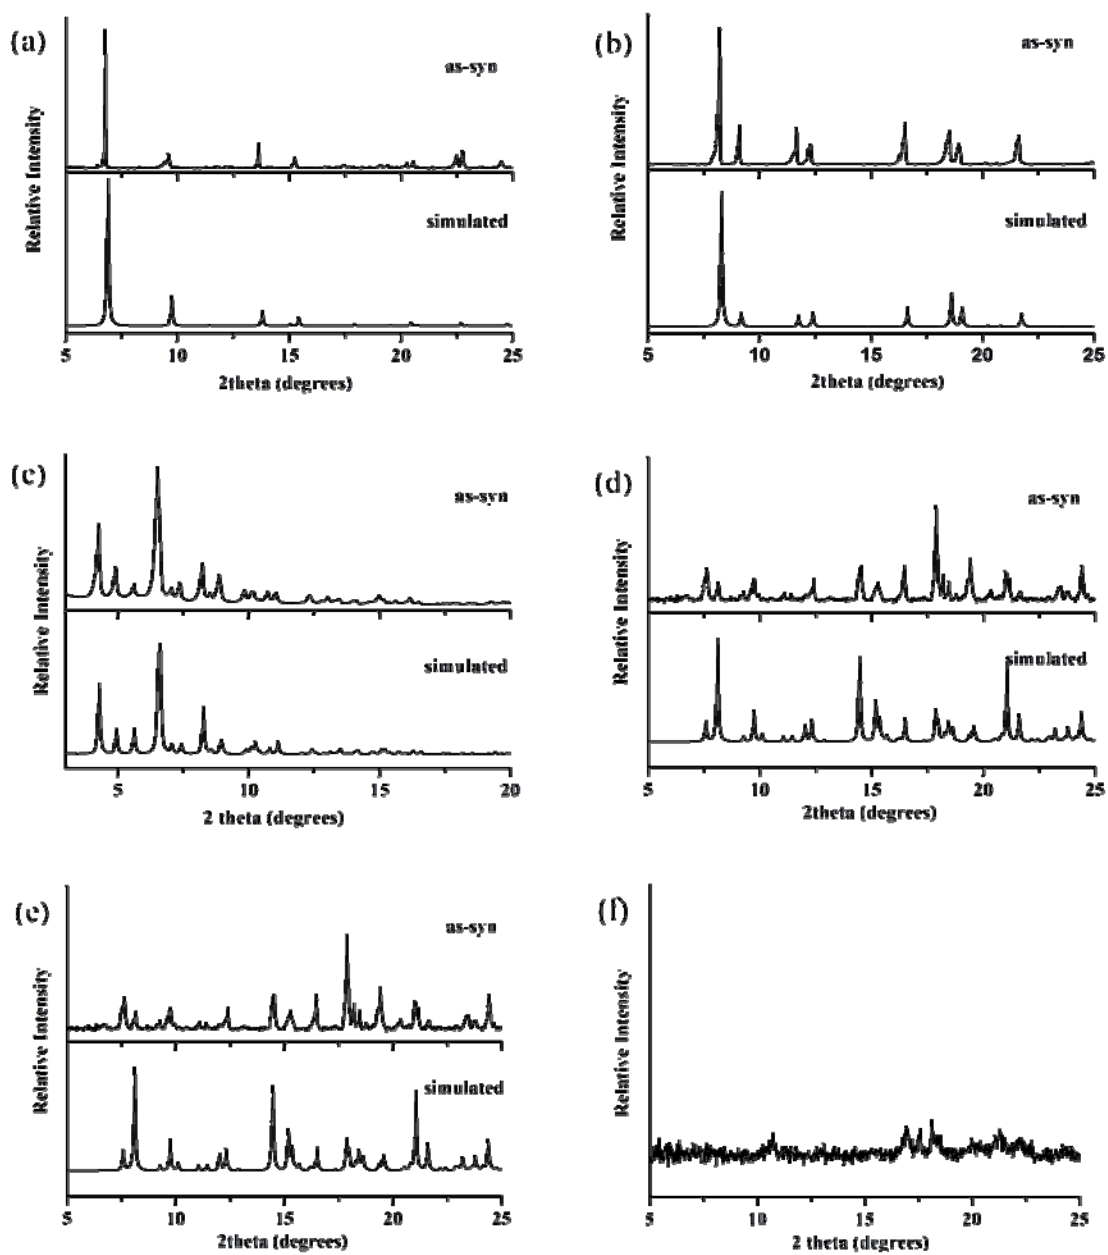 (a)
as-syn
simulated
Relative Intensity
5 10 15 20 25
2theta (degrees)
(b)
as-syn
simulated
Relative Intensity
5 10 15 20 25
2theta (degrees)
(c)
as-syn
simulated
Relative Intensity
5 10 15 20
2 theta (degrees)
(d)
as-syn
simulated
Relative Intensity
5 10 15 20 25
2theta (degrees)
(e)
as-syn
simulated
Relative Intensity
5 10 15 20 25
2theta (degrees)
(f)
Relative Intensity
5 10 15 20 25
2 theta (degrees)